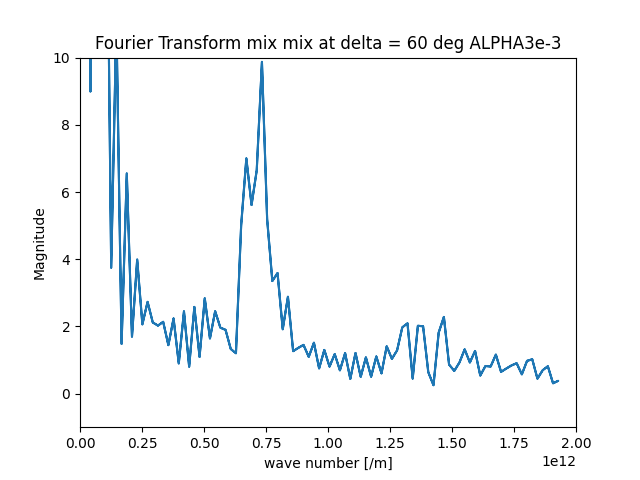 Fourier Transform mix mix at delta = 60 deg ALPHA3e-3
10
8
6
4
2
0
Magnitude
0.00 0.25 0.50 0.75 1.00 1.25 1.50 1.75 2.00
1e12
wave number [/m]